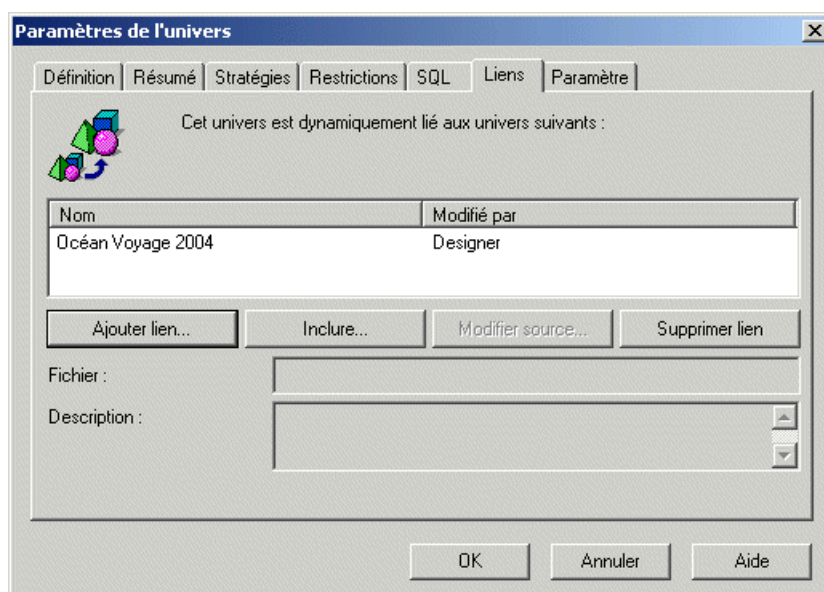 Paramètres de l'univers
Définition Résumé Stratégies Restrictions SQL Liens Paramètre
Cet univers est dynamiquement lié aux univers suivants :
Nom Modifié par
Océan Voyage 2004 Designer
Ajouter lien... Inclure... Modifier source... Supprimer lien
Fichier :
Description :
OK Annuler Aide